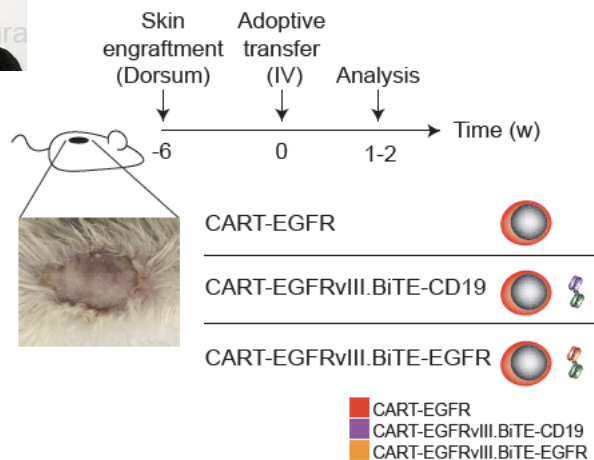 Skin
engraftment
(Dorsum)
Adoptive
transfer
(IV)
Analysis
Time (w)
-6
0
1-2
CART-EGFR
CART-EGFRvIII.BiTE-CD19
CART-EGFRvIII.BiTE-EGFR
CART-EGFR
CART-EGFRvIII.BiTE-CD19
CART-EGFRvIII.BiTE-EGFR